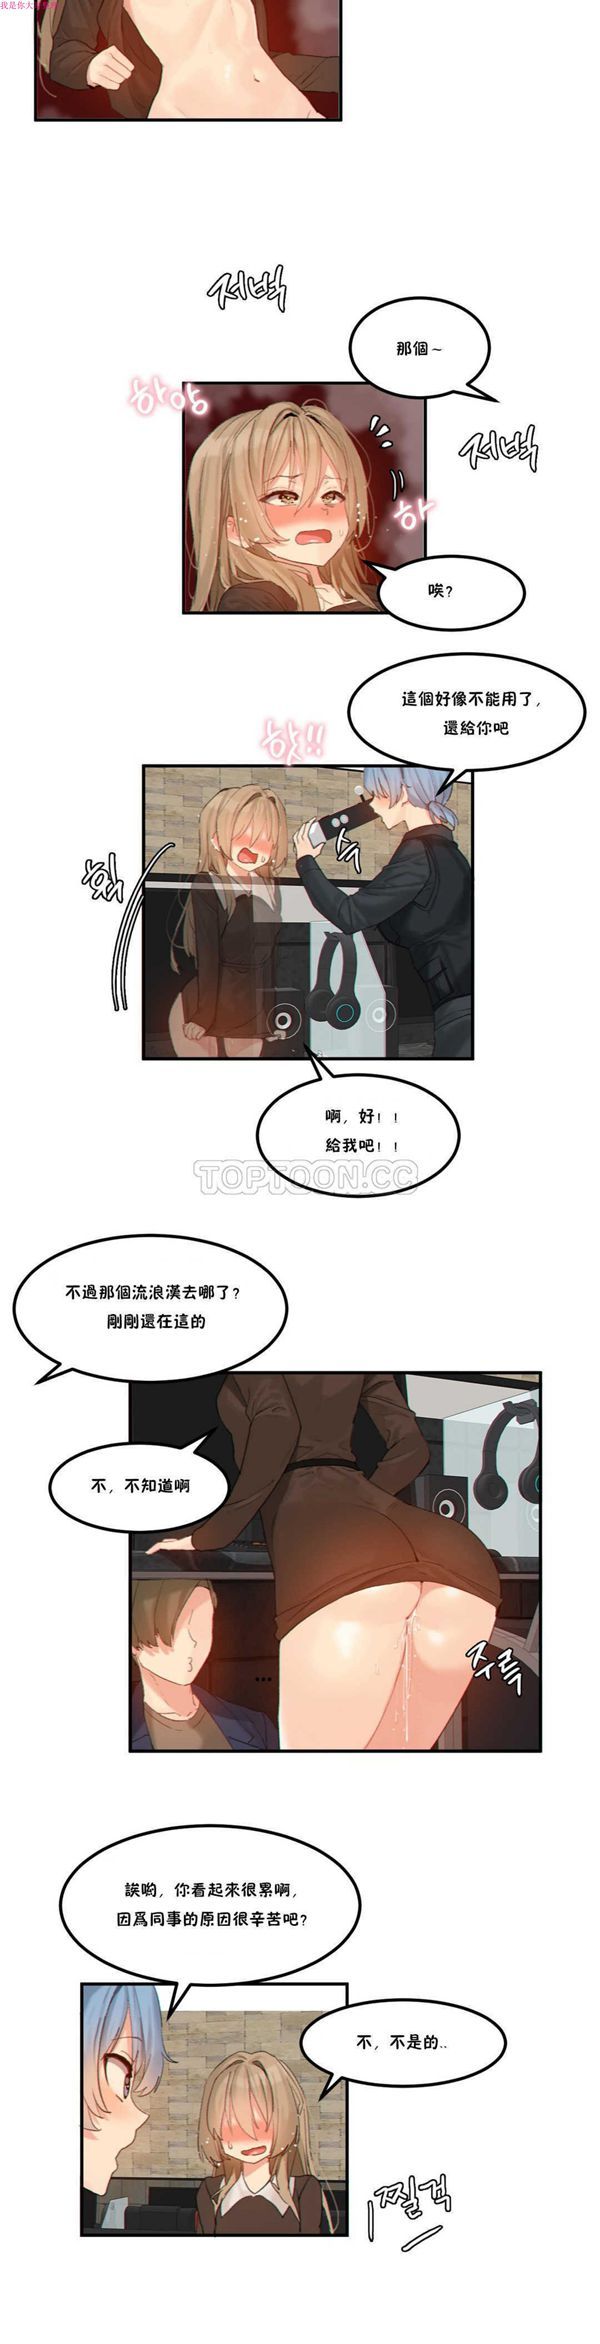 저벅
那個~
하앙
저벅
하
唉?
這個好像不能用了,
還給你吧
핫!!
슥
휙
啊, 好! !
給我吧! !
TOPTOON.CC
不過那個流浪漢去哪了?
剛剛還在這的
不, 不知道啊
...
주륵
誒喲, 你看起來很累啊,
因爲同事的原因很辛苦吧?
不, 不是的..
찔걱